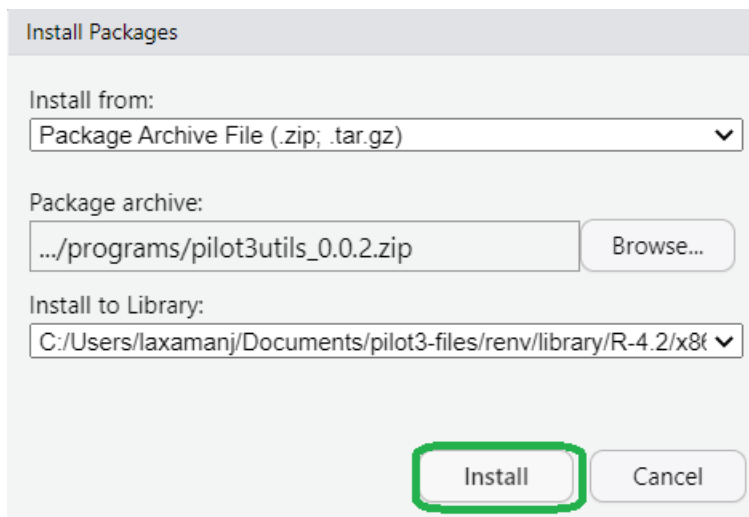 Install Packages
Install from:
Package Archive File (.zip; .tar.gz)
Package archive:
.../programs/pilot3utils_0.0.2.zip
Browse...
Install to Library:
C:/Users/laxamanj/Documents/pilot3-files/renv/library/R-4.2/x86
Install
Cancel